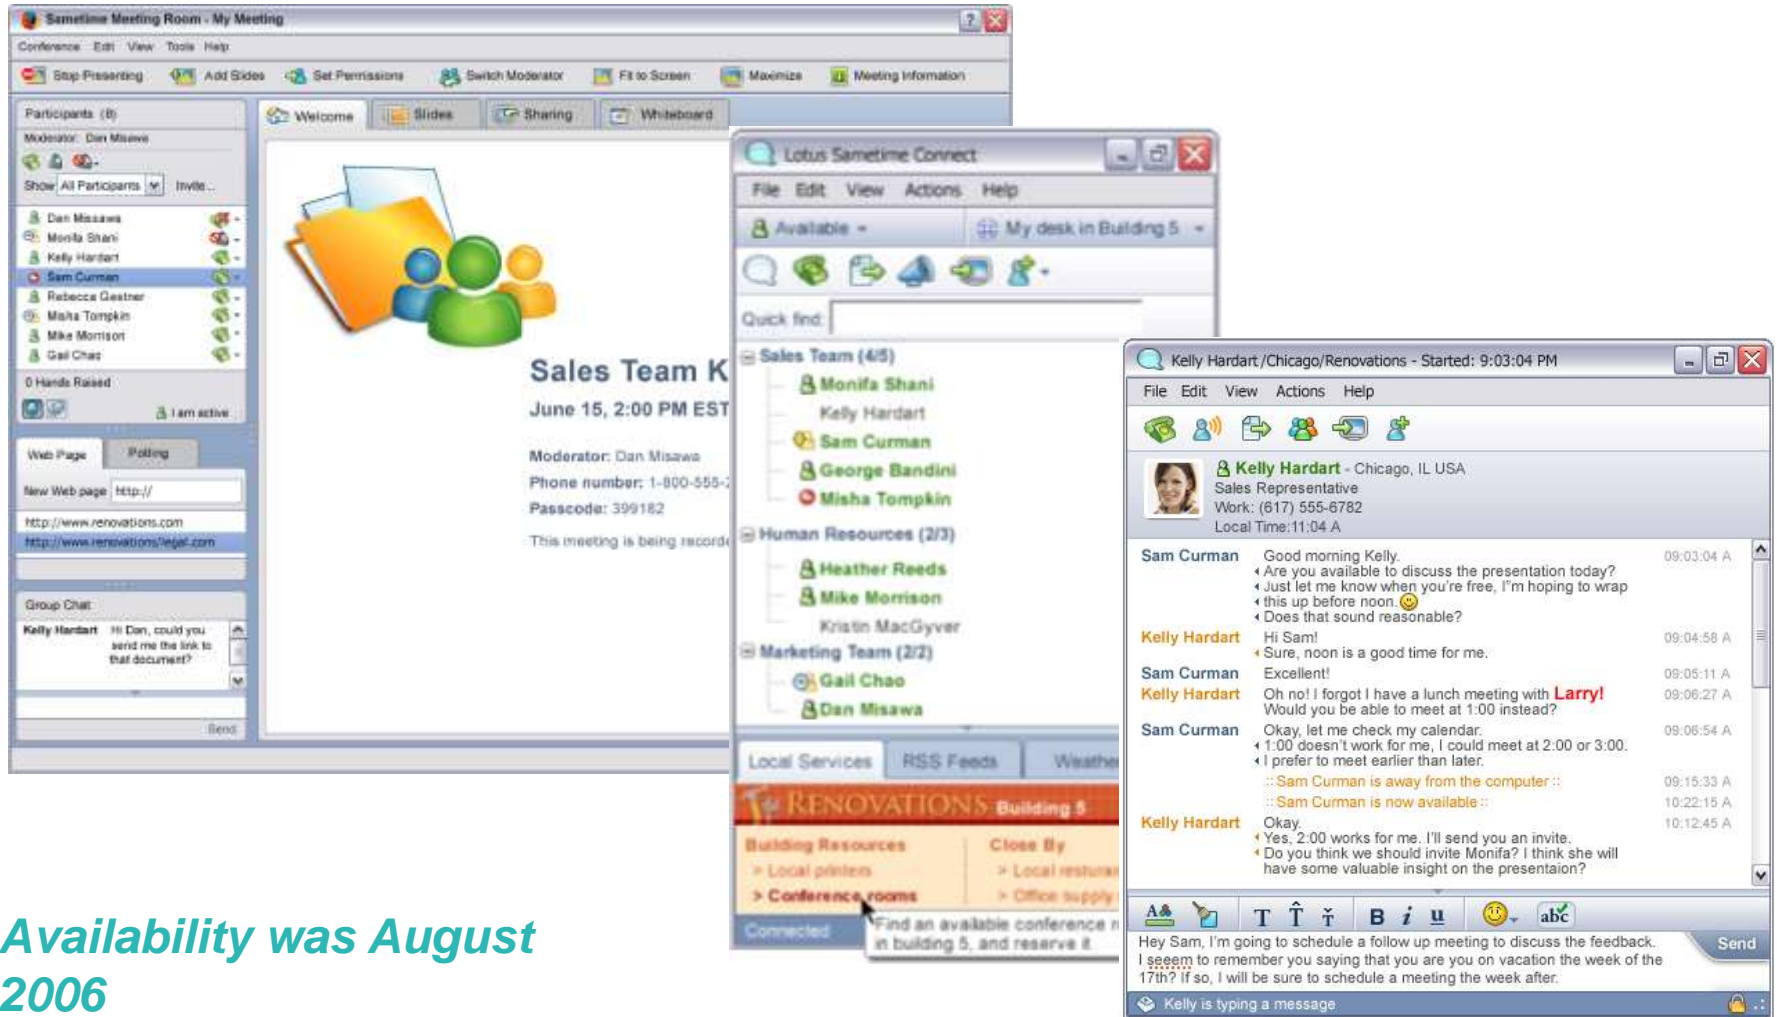 Sametime Meeting Room - My Meeting
Conference Edit View Tools Help
Stop Presenting Add Slides Set Permissions Switch Moderator Fit to Screen Maximize Meeting Information
Participants (8)
Moderator: Dan Misawa
Show All Participants Invite...
Dan Misawa
Monifa Shani
Kelly Hardart
Sam Curman
Rebecca Gestner
Misha Tompkin
Mike Morrison
Gail Chao
0 Hands Raised
I am active
Web Page Polling
New Web page http://
http://www.renovations.com
http://www.renovations/legal.com
Group Chat
Kelly Hardart Hi Dan, could you
send me the link to
that document?
Send
Welcome Slides Sharing Whiteboard
Sales Team K
June 15, 2:00 PM EST
Moderator: Dan Misawa
Phone number: 1-800-555-2
Passcode: 399182
This meeting is being recorde
Lotus Sametime Connect
File Edit View Actions Help
Available My desk in Building 5
Quick find:
Sales Team (4/5)
Monifa Shani
Kelly Hardart
Sam Curman
George Bandini
Misha Tompkin
Human Resources (2/3)
Heather Reeds
Mike Morrison
Kristin MacGyver
Marketing Team (2/2)
Gail Chao
Dan Misawa
Local Services RSS Feeds Weathe
RENOVATIONS Building 5
Building Resources Close By
> Local printers > Local resturan
> Conference rooms > Office supply
Connected
Find an available conference r
in building 5, and reserve it
Kelly Hardart /Chicago/Renovations - Started: 9:03:04 PM
File Edit View Actions Help
Kelly Hardart - Chicago, IL USA
Sales Representative
Work: (617) 555-6782
Local Time:11:04 A
Sam Curman Good morning Kelly. 09:03:04 A
Are you available to discuss the presentation today?
Just let me know when you're free, I"m hoping to wrap
this up before noon.
Does that sound reasonable?
Kelly Hardart Hi Sam! 09:04:58 A
Sure, noon is a good time for me.
Sam Curman Excellent! 09:05:11 A
Kelly Hardart Oh no! I forgot I have a lunch meeting with Larry! 09:06:27 A
Would you be able to meet at 1:00 instead?
Sam Curman Okay, let me check my calendar. 09:06:54 A
1:00 doesn't work for me, I could meet at 2:00 or 3:00.
I prefer to meet earlier than later.
:: Sam Curman is away from the computer :: 09:15:33 A
:: Sam Curman is now available :: 10:22:15 A
Kelly Hardart Okay. 10:12:45 A
Yes, 2:00 works for me. I'll send you an invite.
Do you think we should invite Monifa? I think she will
have some valuable insight on the presentaion?
A T T T B i u abc
Hey Sam, I'm going to schedule a follow up meeting to discuss the feedback.
I seeem to remember you saying that you are you on vacation the week of the
17th? If so, I will be sure to schedule a meeting the week after.
Send
Kelly is typing a message
Availability was August
2006